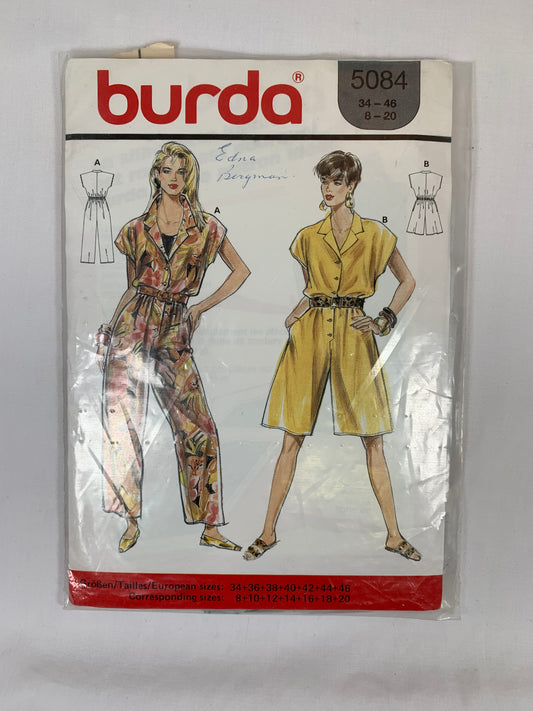 burda®
5084
34 – 46
8 – 20
Edna
Bergman.
A
B
A
B
Größen/Tailles/European sizes: 34+36+38+40+42+44+46
Corresponding sizes: 8+10+12+14+16+18+20